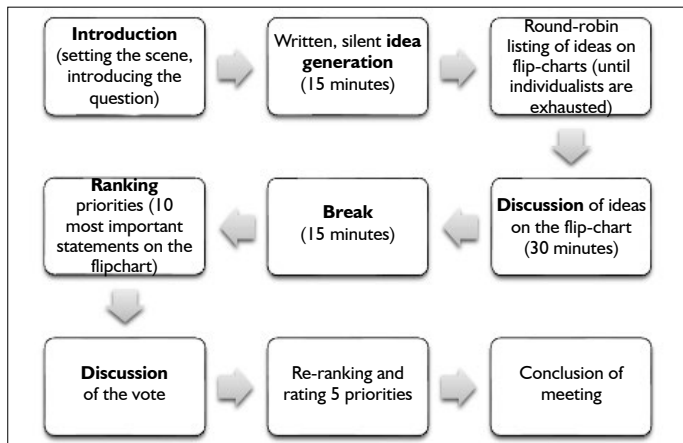 Introduction
(setting the scene,
introducing the
question)
Written, silent idea
generation
(15 minutes)
Round-robin
listing of ideas on
flip-charts (until
individualists are
exhausted)
Discussion of ideas
on the flip-chart
(30 minutes)
Break
(15 minutes)
Ranking
priorities (10
most important
statements on the
flipchart)
Discussion
of the vote
Re-ranking and
rating 5 priorities
Conclusion of
meeting